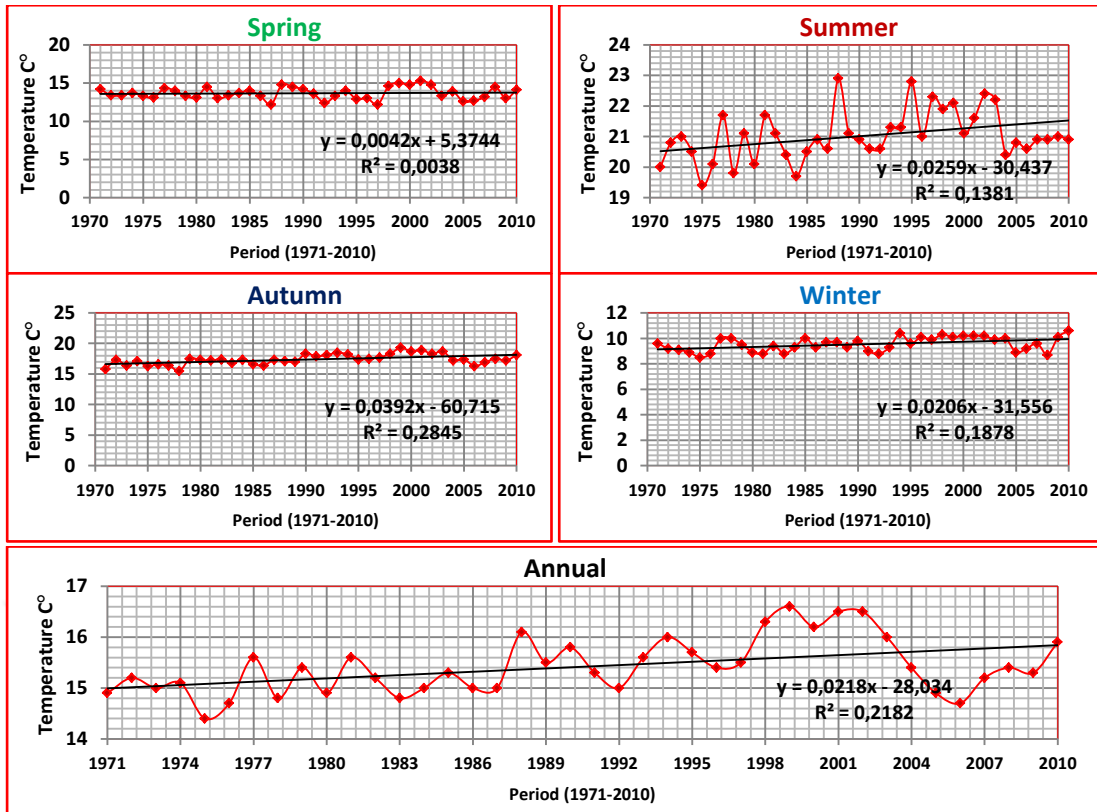 Spring
Temperature C°
20
15
10
5
0
y = 0,0042x + 5,3744
R² = 0,0038
1970 1975 1980 1985 1990 1995 2000 2005 2010
Period (1971-2010)
Summer
Temperature C°
24
23
22
21
20
19
y = 0,0259x - 30,437
R² = 0,1381
1970 1975 1980 1985 1990 1995 2000 2005 2010
Period (1971-2010)
Autumn
Temperature C°
25
20
15
10
5
0
y = 0,0392x - 60,715
R² = 0,2845
1970 1975 1980 1985 1990 1995 2000 2005 2010
Period (1971-2010)
Winter
Temperature C°
12
10
8
6
4
2
0
y = 0,0206x - 31,556
R² = 0,1878
1970 1975 1980 1985 1990 1995 2000 2005 2010
Period (1971-2010)
Annual
Temperature C°
17
16
15
14
y = 0,0218x - 28,034
R² = 0,2182
1971 1974 1977 1980 1983 1986 1989 1992 1995 1998 2001 2004 2007 2010
Period (1971-2010)